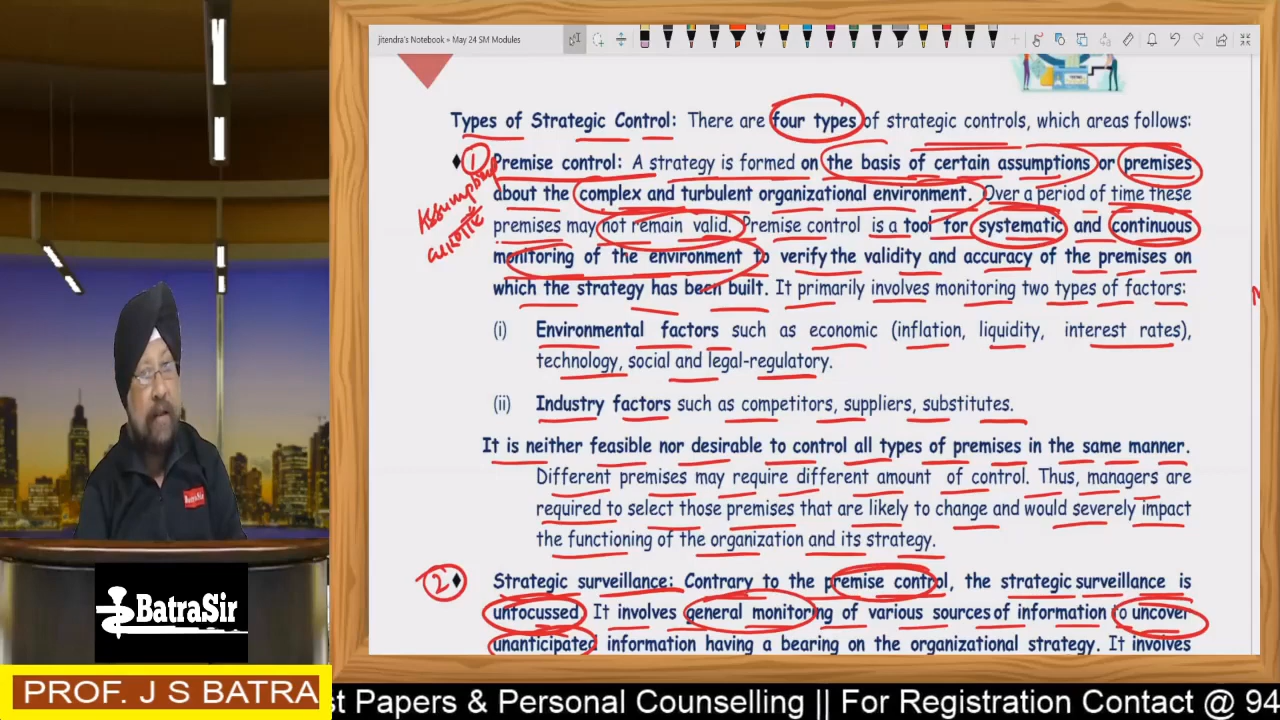 jitendra's Notebook » May 24 SM Modules
Types of Strategic Control: There are four types of strategic controls, which areas follows:
① Premise control: A strategy is formed on the basis of certain assumptions or premises
about the complex and turbulent organizational environment. Over a period of time these
Assumption
premises may not remain valid. Premise control is a tool for systematic and continuous
monitoring of the environment to verify the validity and accuracy of the premises on
which the strategy has been built. It primarily involves monitoring two types of factors:
(i) Environmental factors such as economic (inflation, liquidity, interest rates),
technology, social and legal-regulatory.
(ii) Industry factors such as competitors, suppliers, substitutes.
It is neither feasible nor desirable to control all types of premises in the same manner.
Different premises may require different amount of control. Thus, managers are
required to select those premises that are likely to change and would severely impact
the functioning of the organization and its strategy.
② Strategic surveillance: Contrary to the premise control, the strategic surveillance is
untocussed It involves general monitoring of various sources of information to uncover
unanticipated information having a bearing on the organizational strategy. It involves
BatraSir
BatraSir
PROF. J S BATRA
st Papers & Personal Counselling || For Registration Contact @ 94